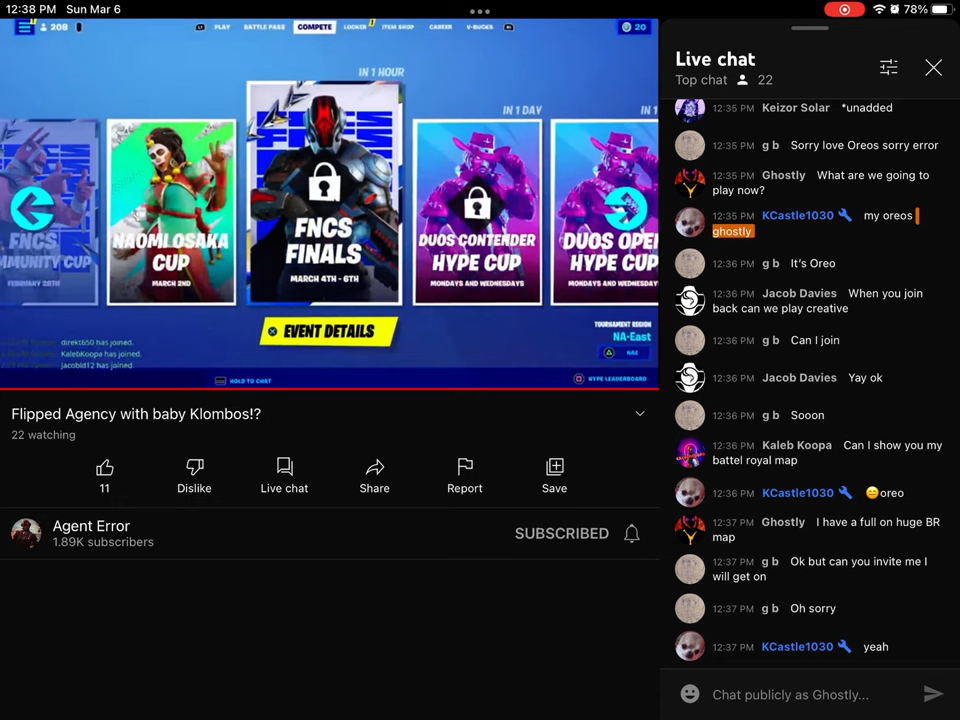 12:38 PM Sun Mar 6
78%
208
PLAY
BATTLE PASS
COMPETE
LOCKER
ITEM SHOP
CAREER
V-BUCKS
20
IN 1 HOUR
IN 1 DAY
IN 1
FNCS
MMUNITY CUP
FEBRUARY 28TH
NAOMI OSAKA
CUP
MARCH 2ND
FNCS
FINALS
MARCH 4TH - 6TH
DUOS CONTENDER
HYPE CUP
MONDAYS AND WEDNESDAYS
DUOS OPE
HYPE CUP
MONDAYS AND WEDNESD
EVENT DETAILS
TOURNAMENT REGION
NA-East
NAE
direkt650 has joined.
KalebKoopa has joined.
Jacobid12 has joined.
HOLD TO CHAT
HYPE LEADERBOARD
Flipped Agency with baby Klombos!?
22 watching
11
Dislike
Live chat
Share
Report
Save
Agent Error
1.89K subscribers
SUBSCRIBED
Live chat
Top chat 22
12:35 PM Keizor Solar *unadded
12:35 PM g b Sorry love Oreos sorry error
12:35 PM Ghostly What are we going to
play now?
12:35 PM KCastle1030 my oreos
ghostly
12:36 PM g b It's Oreo
12:36 PM Jacob Davies When you join
back can we play creative
12:36 PM g b Can I join
12:36 PM Jacob Davies Yay ok
12:36 PM g b Sooon
12:36 PM Kaleb Koopa Can I show you my
battel royal map
12:36 PM KCastle1030 😊oreo
12:37 PM Ghostly I have a full on huge BR
map
12:37 PM g b Ok but can you invite me I
will get on
12:37 PM g b Oh sorry
12:37 PM KCastle1030 yeah
Chat publicly as Ghostly...